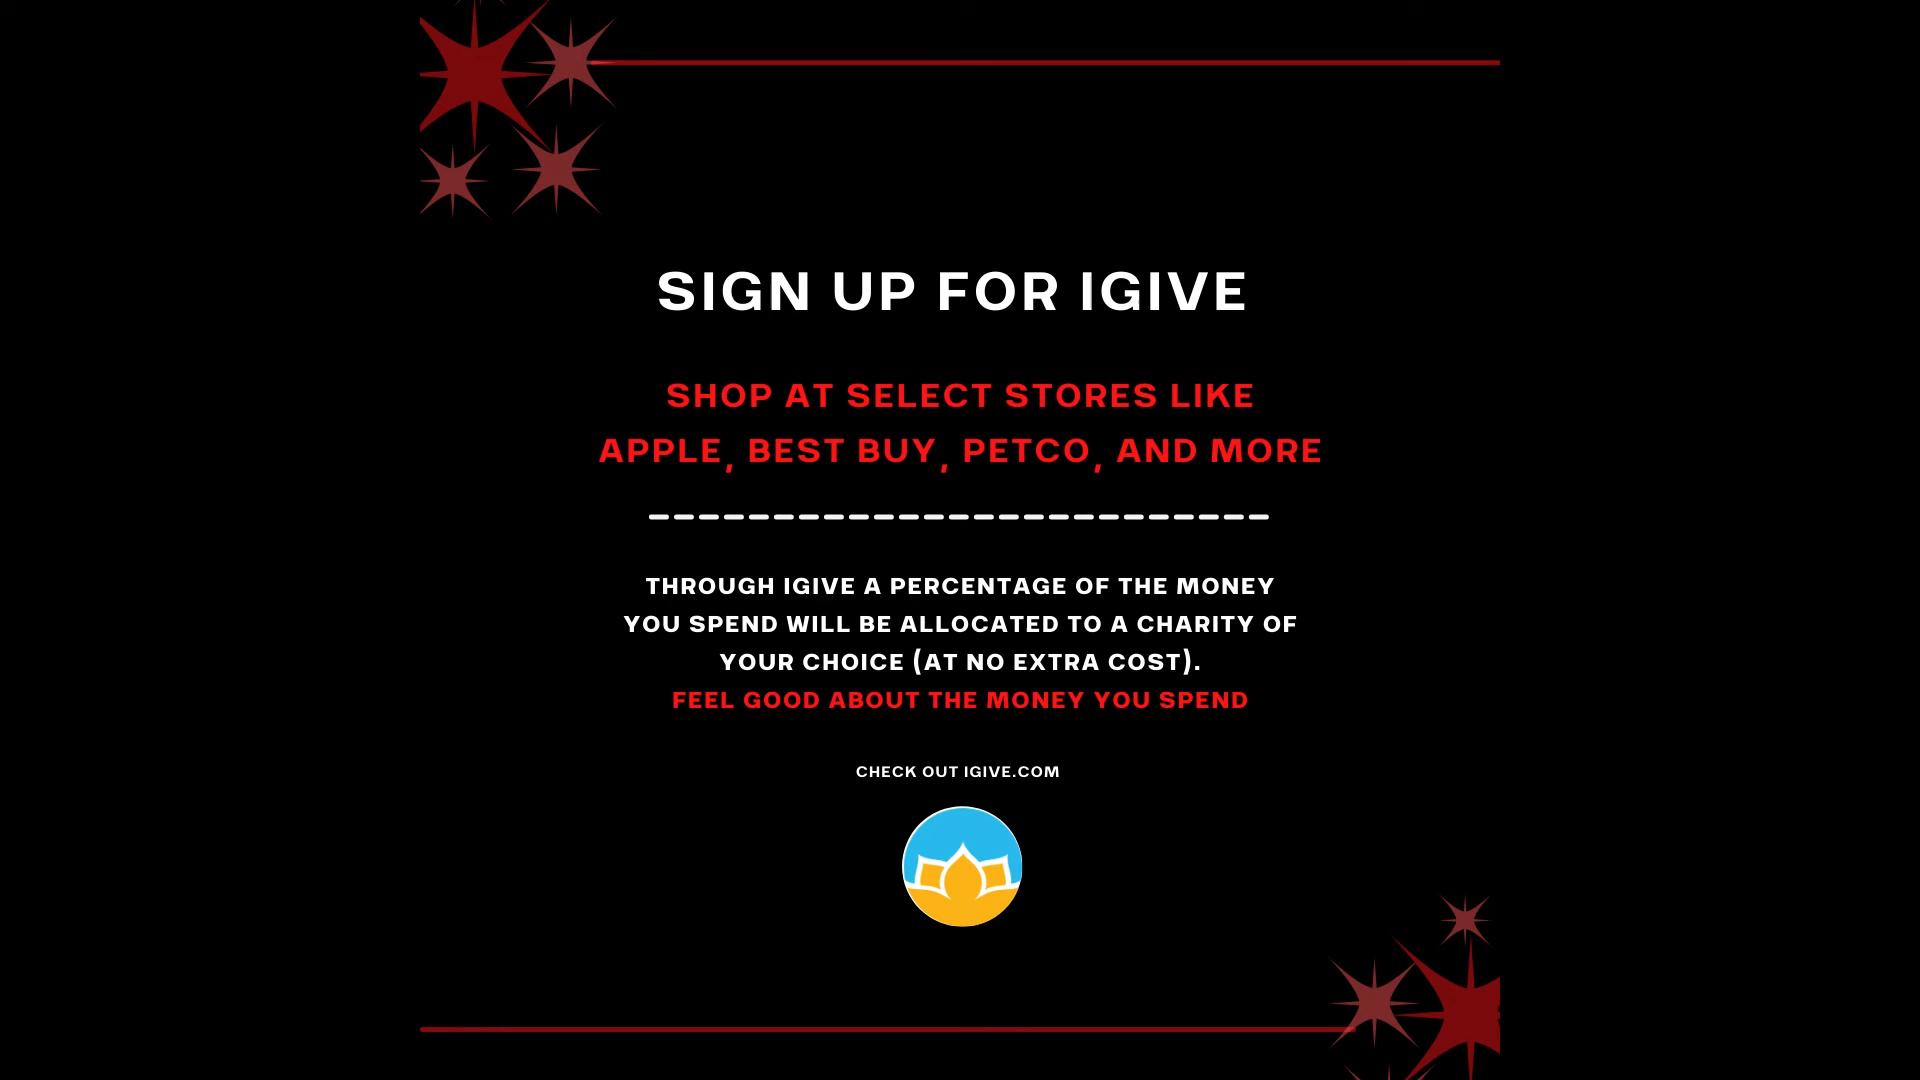 SIGN UP FOR IGIVE
SHOP AT SELECT STORES LIKE
APPLE, BEST BUY, PETCO, AND MORE
THROUGH IGIVE A PERCENTAGE OF THE MONEY
YOU SPEND WILL BE ALLOCATED TO A CHARITY OF
YOUR CHOICE (AT NO EXTRA COST).
FEEL GOOD ABOUT THE MONEY YOU SPEND
CHECK OUT IGIVE.COM